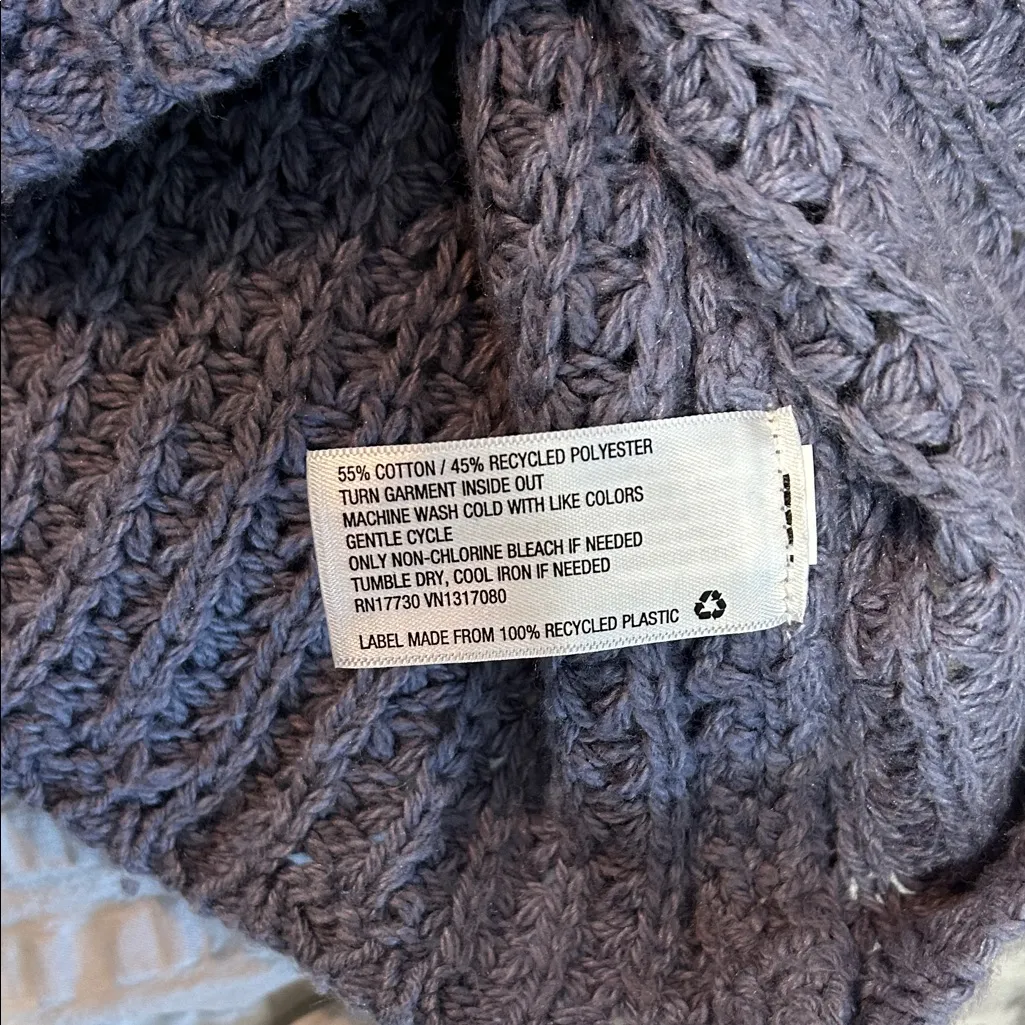 55% COTTON / 45% RECYCLED POLYESTER
TURN GARMENT INSIDE OUT
MACHINE WASH COLD WITH LIKE COLORS
GENTLE CYCLE
ONLY NON-CHLORINE BLEACH IF NEEDED
TUMBLE DRY, COOL IRON IF NEEDED
RN17730 VN1317080
LABEL MADE FROM 100% RECYCLED PLASTIC